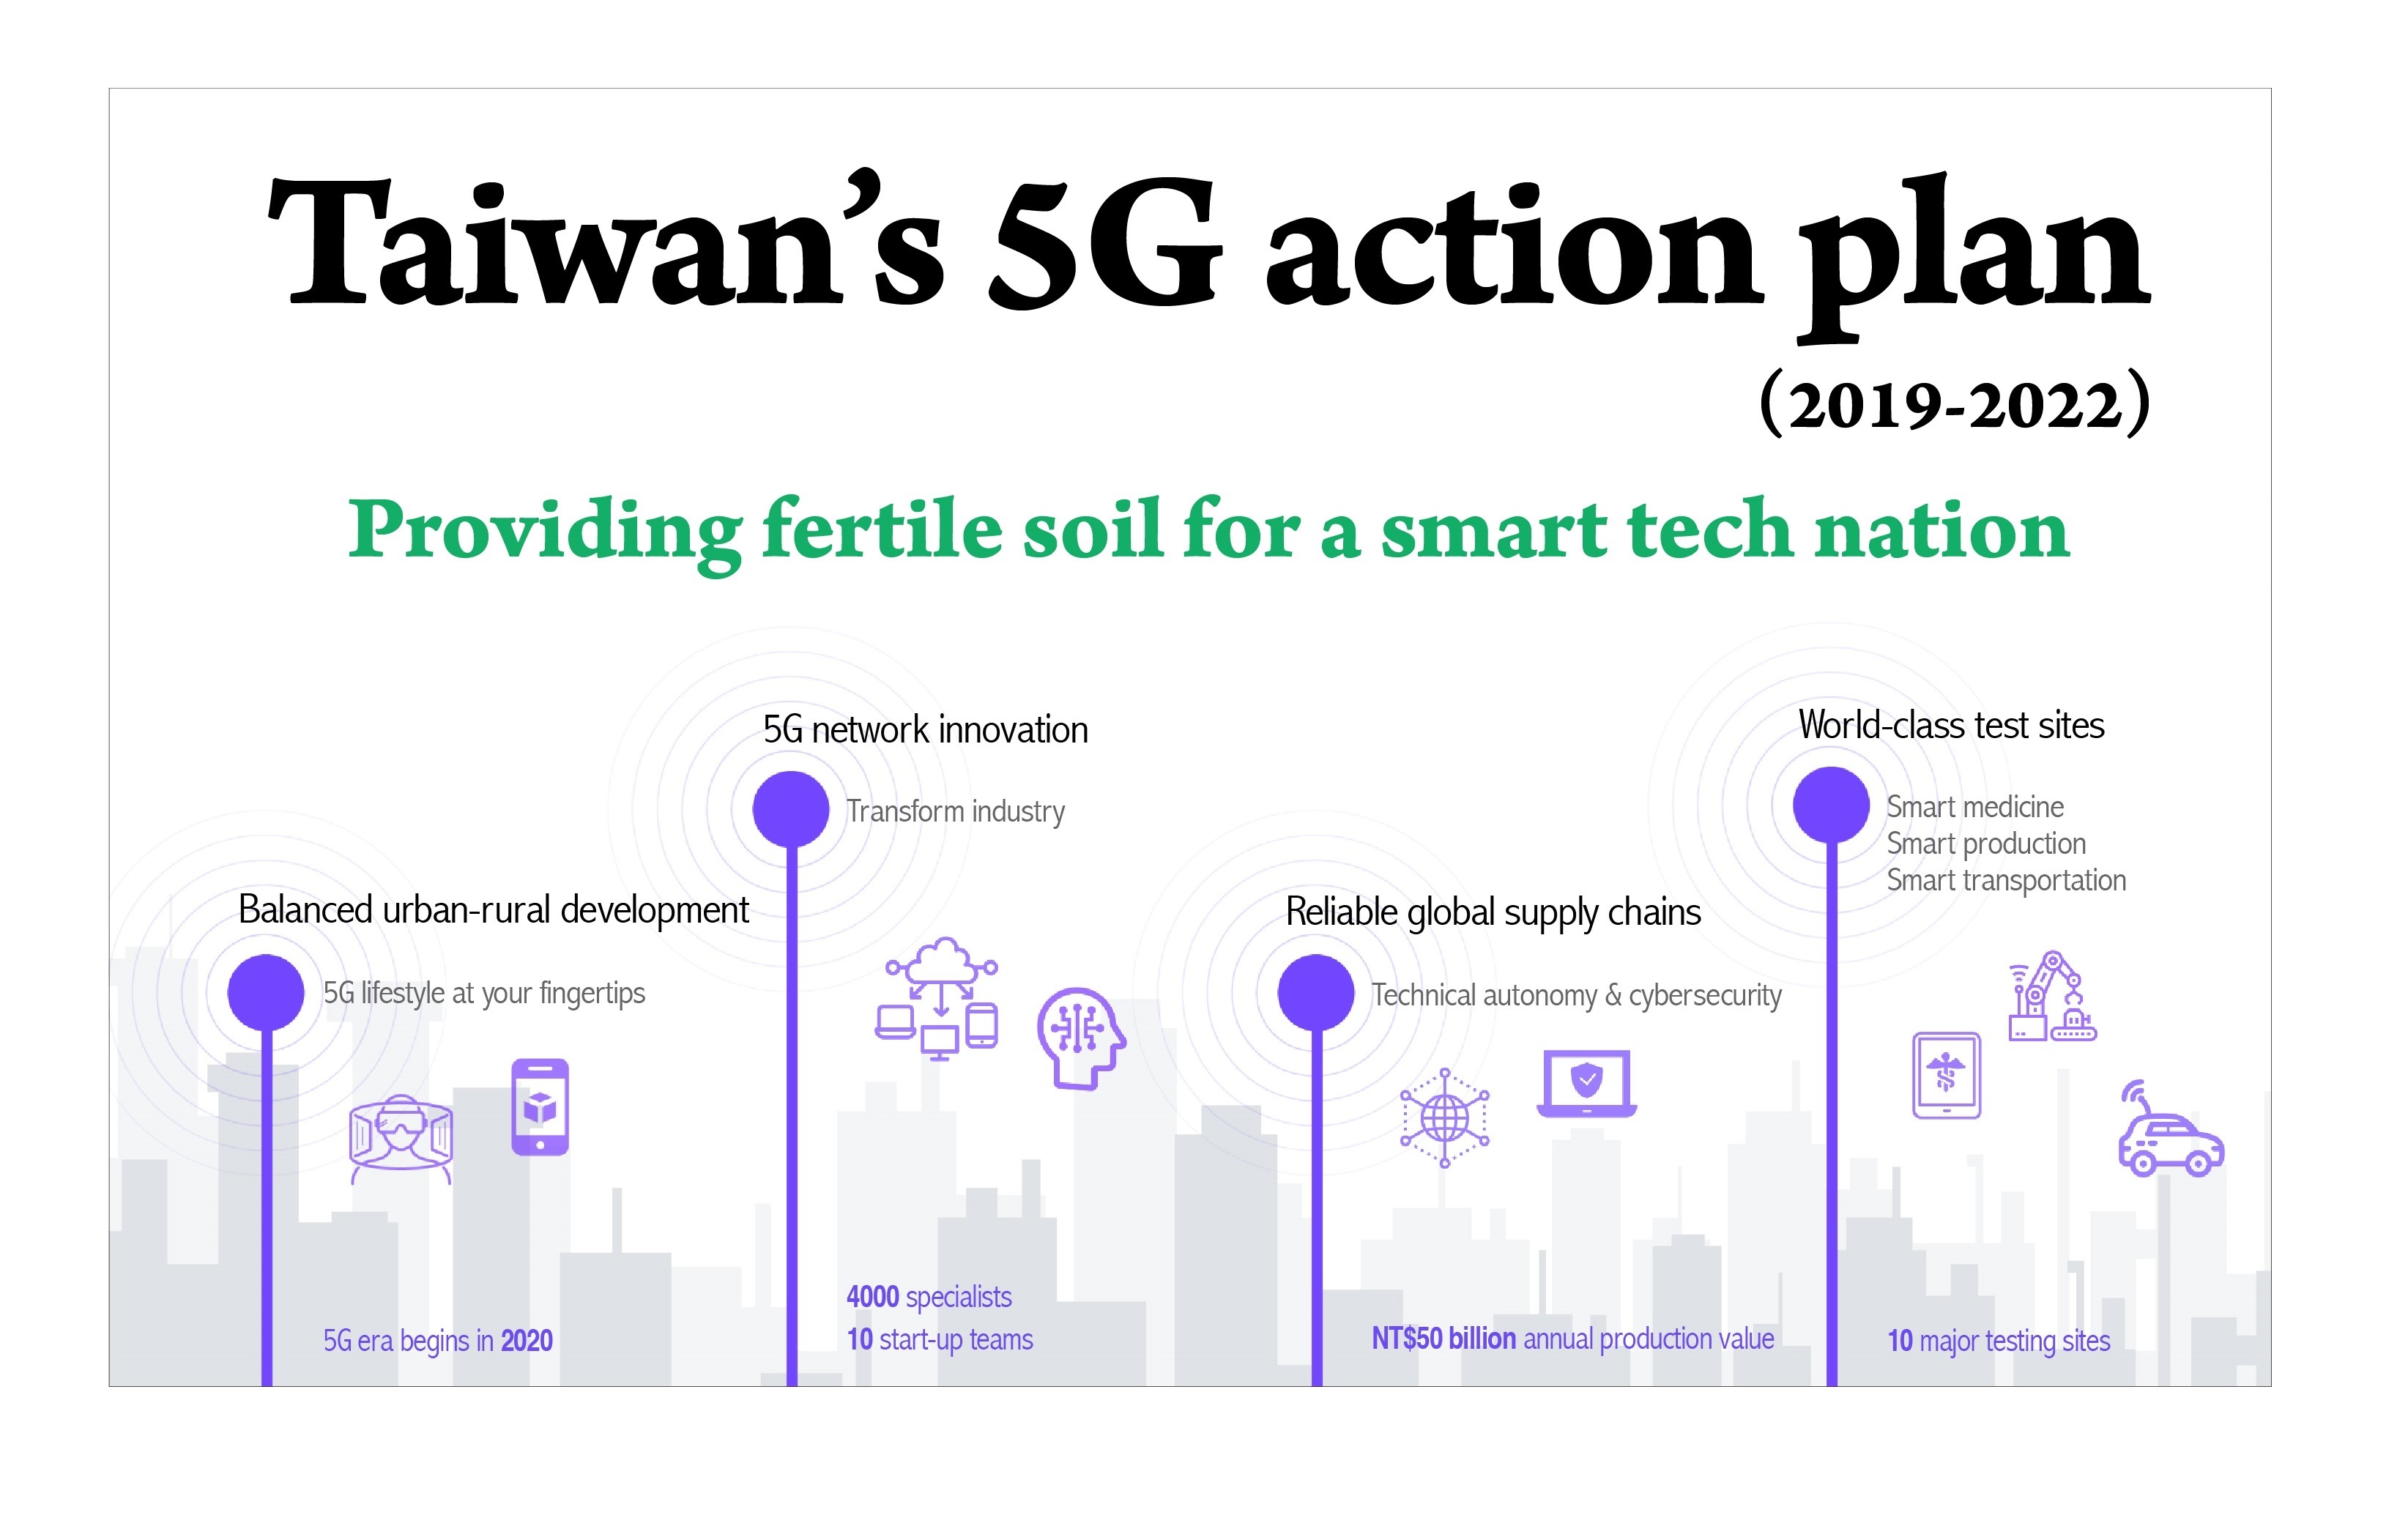 Taiwan’s 5G action plan
(2019-2022)
Providing fertile soil for a smart tech nation
Balanced urban-rural development
5G lifestyle at your fingertips
5G era begins in 2020
5G network innovation
Transform industry
4000 specialists
10 start-up teams
Reliable global supply chains
Technical autonomy & cybersecurity
NT$50 billion annual production value
World-class test sites
Smart medicine
Smart production
Smart transportation
10 major testing sites